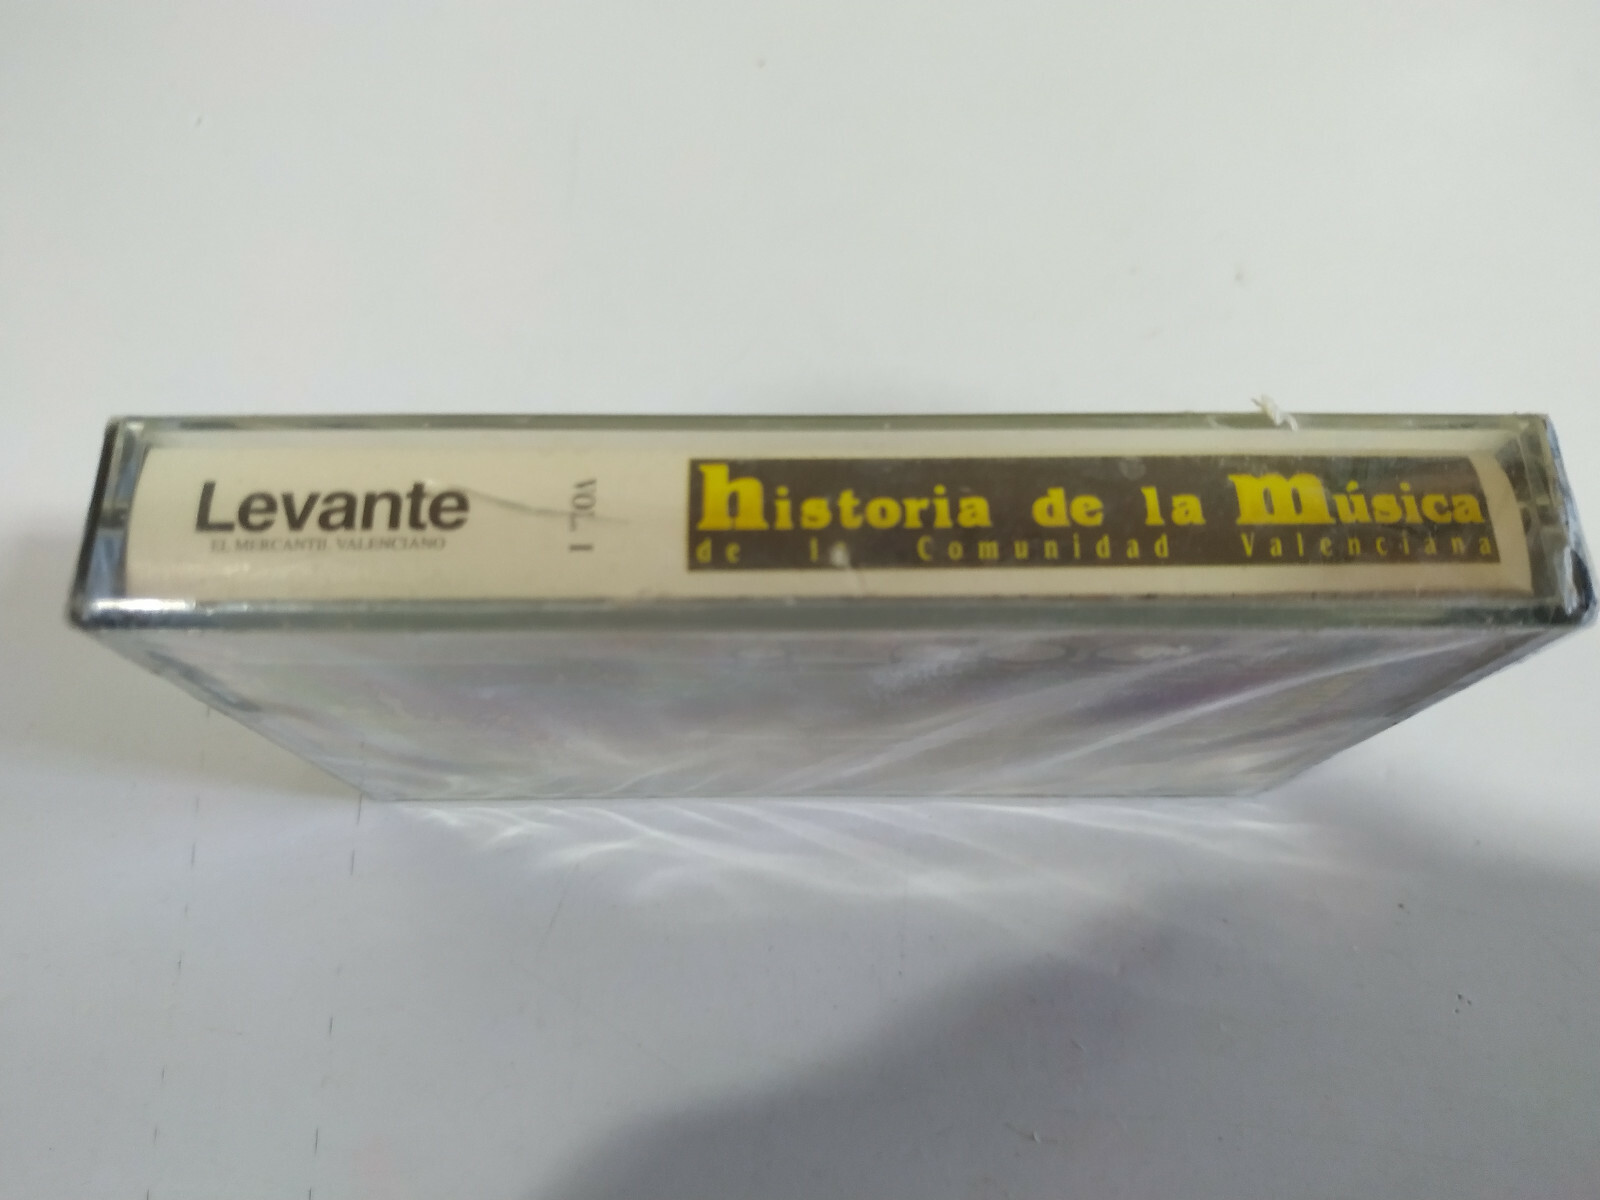 Levante
EL MERCANTIL VALENCIANO
VOL. 1
historia de la música
de la Comunidad Valenciana